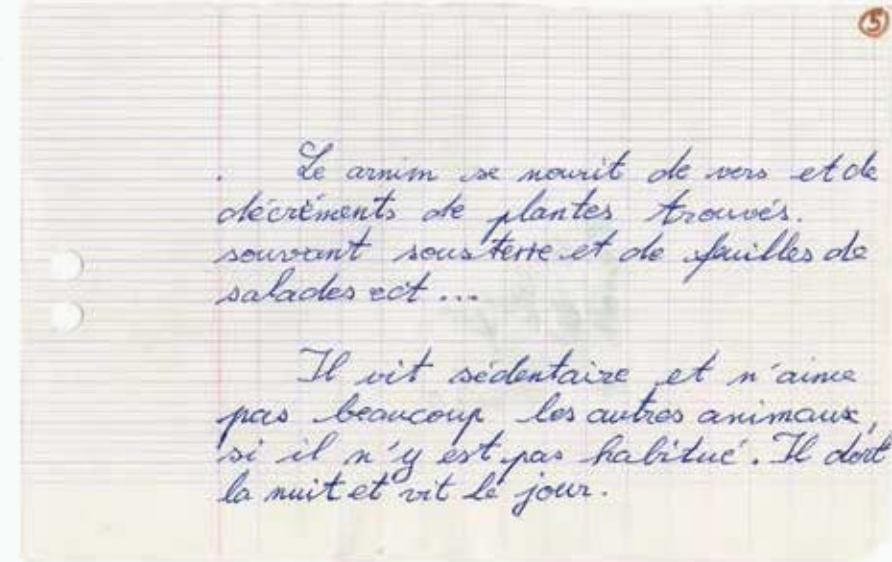 5
. Le arnim se nourit de vers et de
décréments de plantes trouvés.
souvant sous terre et de feuilles de
salades ect...
Il vit sédentaire et n'aime
pas beaucoup les autres animaux,
si il n'y est pas habitué. Il dort
la nuit et vit le jour.